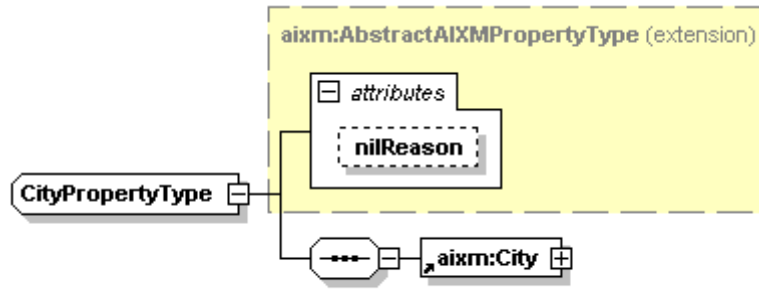 aixm:AbstractAIXMPropertyType (extension)
attributes
nilReason
CityPropertyType
aixm:City